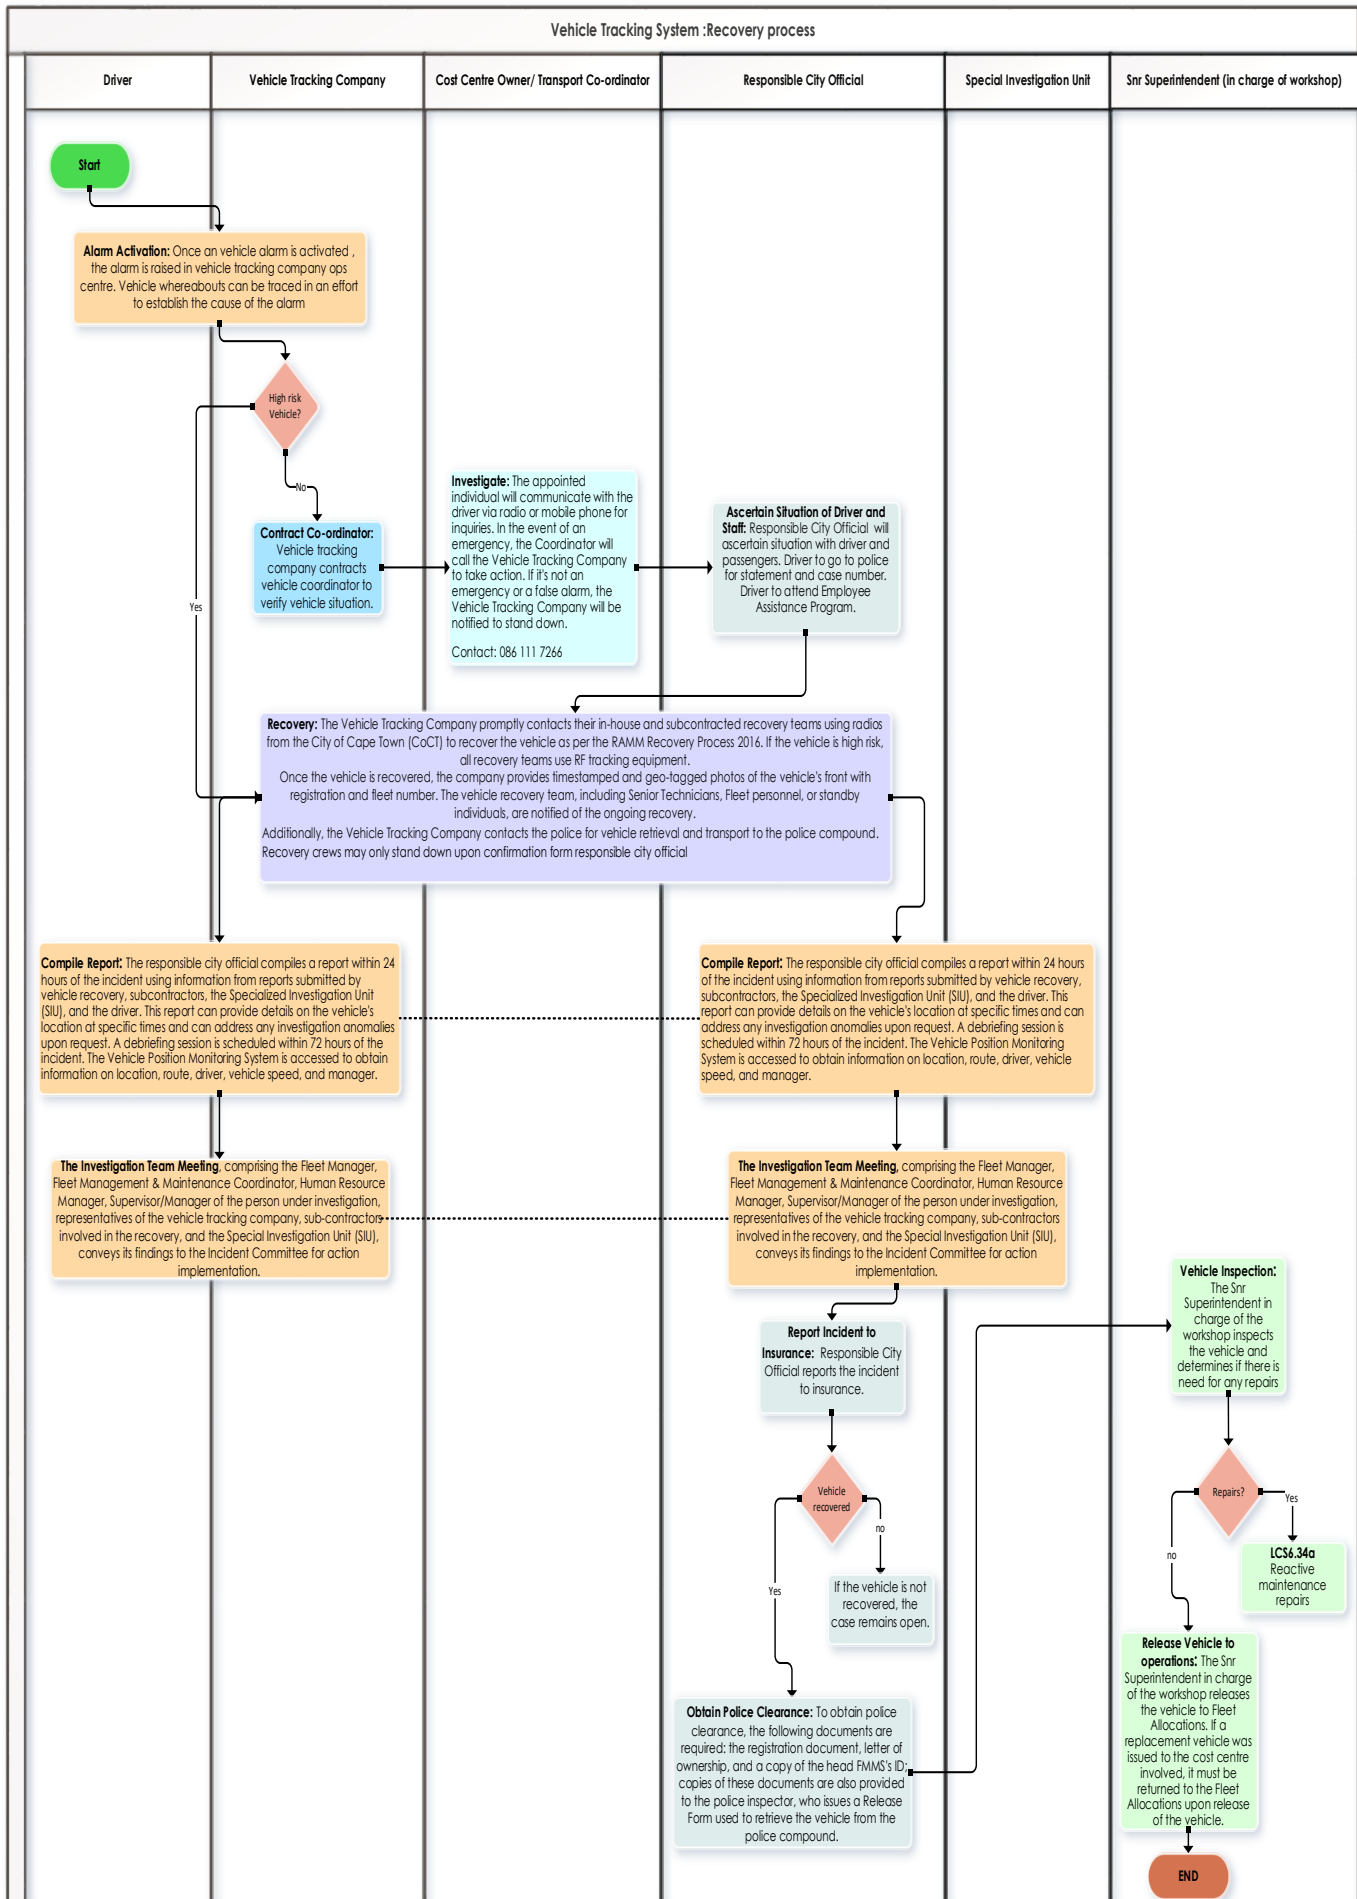 Vehicle Tracking System :Recovery process
Driver
Vehicle Tracking Company
Cost Centre Owner/ Transport Co-ordinator
Responsible City Official
Special Investigation Unit
Snr Superintendent (in charge of workshop)
Start
Alarm Activation: Once an vehicle alarm is activated ,
the alarm is raised in vehicle tracking company ops
centre. Vehicle whereabouts can be traced in an effort
to establish the cause of the alarm
High risk
Vehicle?
Yes
No
Contract Co-ordinator:
Vehicle tracking
company contracts
vehicle coordinator to
verify vehicle situation.
Investigate: The appointed
individual will communicate with the
driver via radio or mobile phone for
inquiries. In the event of an
emergency, the Coordinator will
call the Vehicle Tracking Company
to take action. If it's not an
emergency or a false alarm, the
Vehicle Tracking Company will be
notified to stand down.
Contact: 086 111 7266
Ascertain Situation of Driver and
Staff: Responsible City Official will
ascertain situation with driver and
passengers. Driver to go to police
for statement and case number.
Driver to attend Employee
Assistance Program.
Recovery: The Vehicle Tracking Company promptly contacts their in-house and subcontracted recovery teams using radios
from the City of Cape Town (CoCT) to recover the vehicle as per the RAMM Recovery Process 2016. If the vehicle is high risk,
all recovery teams use RF tracking equipment.
Once the vehicle is recovered, the company provides timestamped and geo-tagged photos of the vehicle's front with
registration and fleet number. The vehicle recovery team, including Senior Technicians, Fleet personnel, or standby
individuals, are notified of the ongoing recovery.
Additionally, the Vehicle Tracking Company contacts the police for vehicle retrieval and transport to the police compound.
Recovery crews may only stand down upon confirmation form responsible city official
Compile Report: The responsible city official compiles a report within 24
hours of the incident using information from reports submitted by
vehicle recovery, subcontractors, the Specialized Investigation Unit
(SIU), and the driver. This report can provide details on the vehicle's
location at specific times and can address any investigation anomalies
upon request. A debriefing session is scheduled within 72 hours of the
incident. The Vehicle Position Monitoring System is accessed to obtain
information on location, route, driver, vehicle speed, and manager.
Compile Report: The responsible city official compiles a report within 24 hours
of the incident using information from reports submitted by vehicle recovery,
subcontractors, the Specialized Investigation Unit (SIU), and the driver. This
report can provide details on the vehicle's location at specific times and can
address any investigation anomalies upon request. A debriefing session is
scheduled within 72 hours of the incident. The Vehicle Position Monitoring
System is accessed to obtain information on location, route, driver, vehicle
speed, and manager.
The Investigation Team Meeting, comprising the Fleet Manager,
Fleet Management & Maintenance Coordinator, Human Resource
Manager, Supervisor/Manager of the person under investigation,
representatives of the vehicle tracking company, sub-contractors
involved in the recovery, and the Special Investigation Unit (SIU),
conveys its findings to the Incident Committee for action
implementation.
The Investigation Team Meeting, comprising the Fleet Manager,
Fleet Management & Maintenance Coordinator, Human Resource
Manager, Supervisor/Manager of the person under investigation,
representatives of the vehicle tracking company, sub-contractors
involved in the recovery, and the Special Investigation Unit (SIU),
conveys its findings to the Incident Committee for action
implementation.
Report Incident to
Insurance: Responsible City
Official reports the incident
to insurance.
Vehicle
recovered
Yes
no
If the vehicle is not
recovered, the
case remains open.
Obtain Police Clearance: To obtain police
clearance, the following documents are
required: the registration document, letter of
ownership, and a copy of the head FMMS's ID;
copies of these documents are also provided
to the police inspector, who issues a Release
Form used to retrieve the vehicle from the
police compound.
Vehicle Inspection:
The Snr
Superintendent in
charge of the
workshop inspects
the vehicle and
determines if there is
need for any repairs
Repairs?
Yes
no
LCS6.34a
Reactive
maintenance
repairs
Release Vehicle to
operations: The Snr
Superintendent in charge
of the workshop releases
the vehicle to Fleet
Allocations. If a
replacement vehicle was
issued to the cost centre
involved, it must be
returned to the Fleet
Allocations upon release
of the vehicle.
END